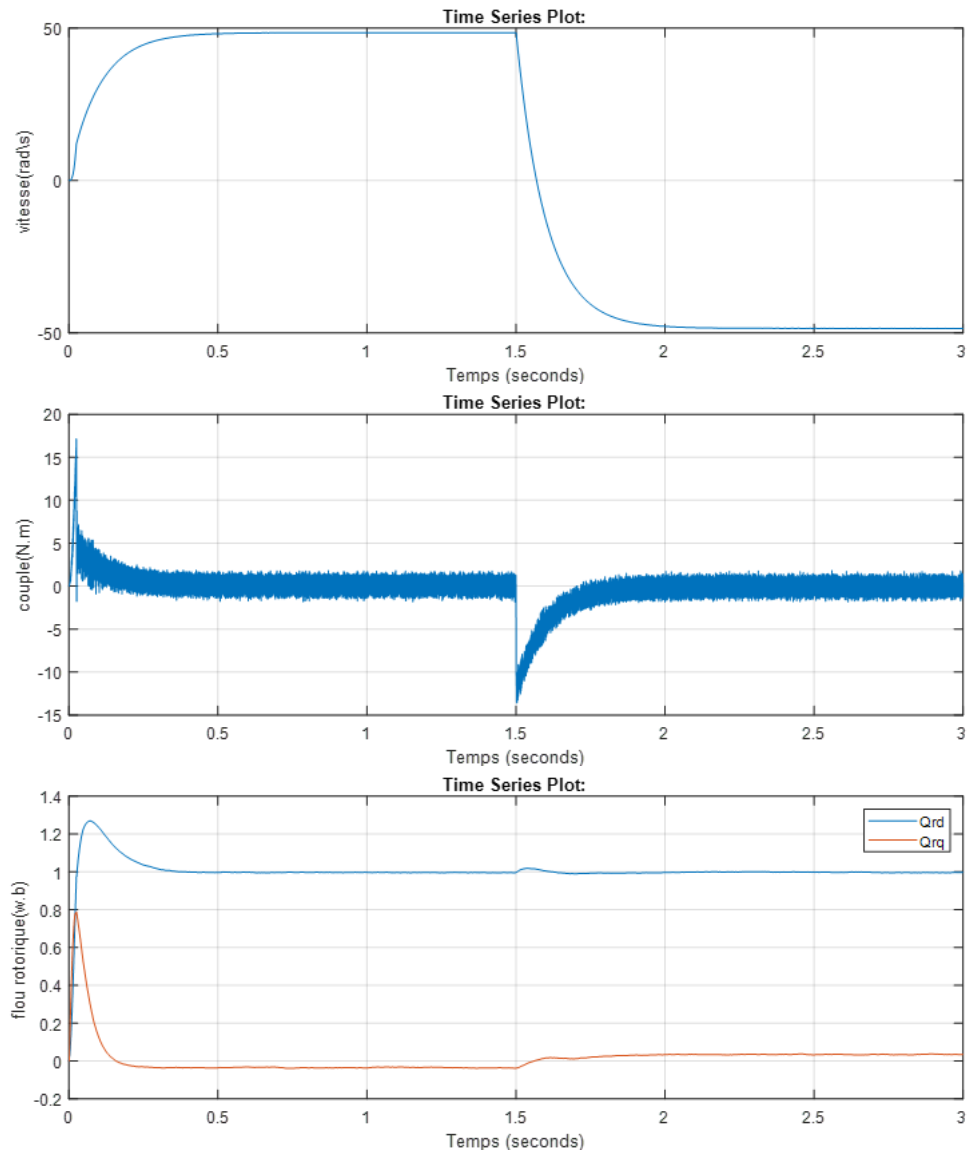 Time Series Plot:
50
0
-50
vitesse(rad\s)
0 0.5 1 1.5 2 2.5 3
Temps (seconds)
Time Series Plot:
20
15
10
5
0
-5
-10
-15
couple(N.m)
0 0.5 1 1.5 2 2.5 3
Temps (seconds)
Time Series Plot:
1.4
1.2
1
0.8
0.6
0.4
0.2
0
-0.2
flou rotorique(w.b)
Qrd
Qrq
0 0.5 1 1.5 2 2.5 3
Temps (seconds)